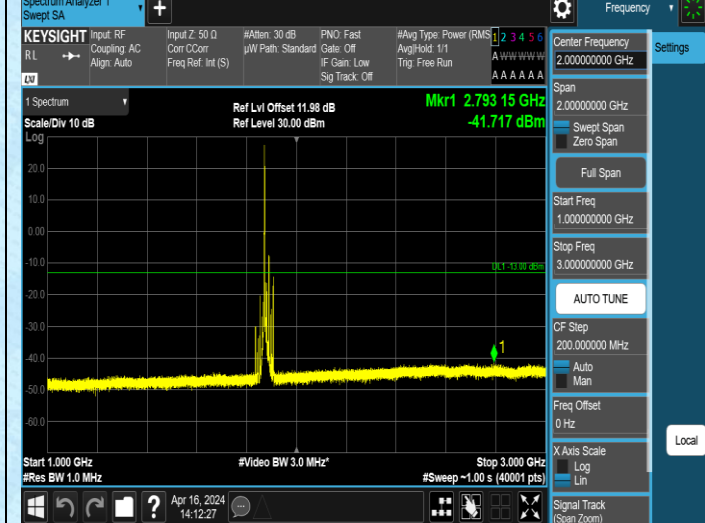 Spectrum Analyzer 1
Swept SA
Frequency
KEYSIGHT
RL
Input: RF
Coupling: AC
Align: Auto
Input Z: 50 Ω
Corr CCorr
Freq Ref: Int (S)
#Atten: 30 dB
µW Path: Standard
PNO: Fast
Gate: Off
IF Gain: Low
Sig Track: Off
#Avg Type: Power (RMS
Avg|Hold: 1/1
Trig: Free Run
1 2 3 4 5 6
A W W W W W
A A A A A A
LXI
1 Spectrum
Scale/Div 10 dB
Log
Ref Lvl Offset 11.98 dB
Ref Level 30.00 dBm
Mkr1 2.793 15 GHz
-41.717 dBm
20.0
10.0
0.00
-10.0
-20.0
-30.0
-40.0
-50.0
-60.0
DL1 -13.00 dBm
1
Start 1.000 GHz
#Res BW 1.0 MHz
#Video BW 3.0 MHz*
Stop 3.000 GHz
#Sweep ~1.00 s (40001 pts)
?
Apr 16, 2024
14:12:27
Center Frequency
2.000000000 GHz
Settings
Span
2.00000000 GHz
Swept Span
Zero Span
Full Span
Start Freq
1.000000000 GHz
Stop Freq
3.000000000 GHz
AUTO TUNE
CF Step
200.000000 MHz
Auto
Man
Freq Offset
0 Hz
X Axis Scale
Log
Lin
Local
Signal Track
(Span Zoom)